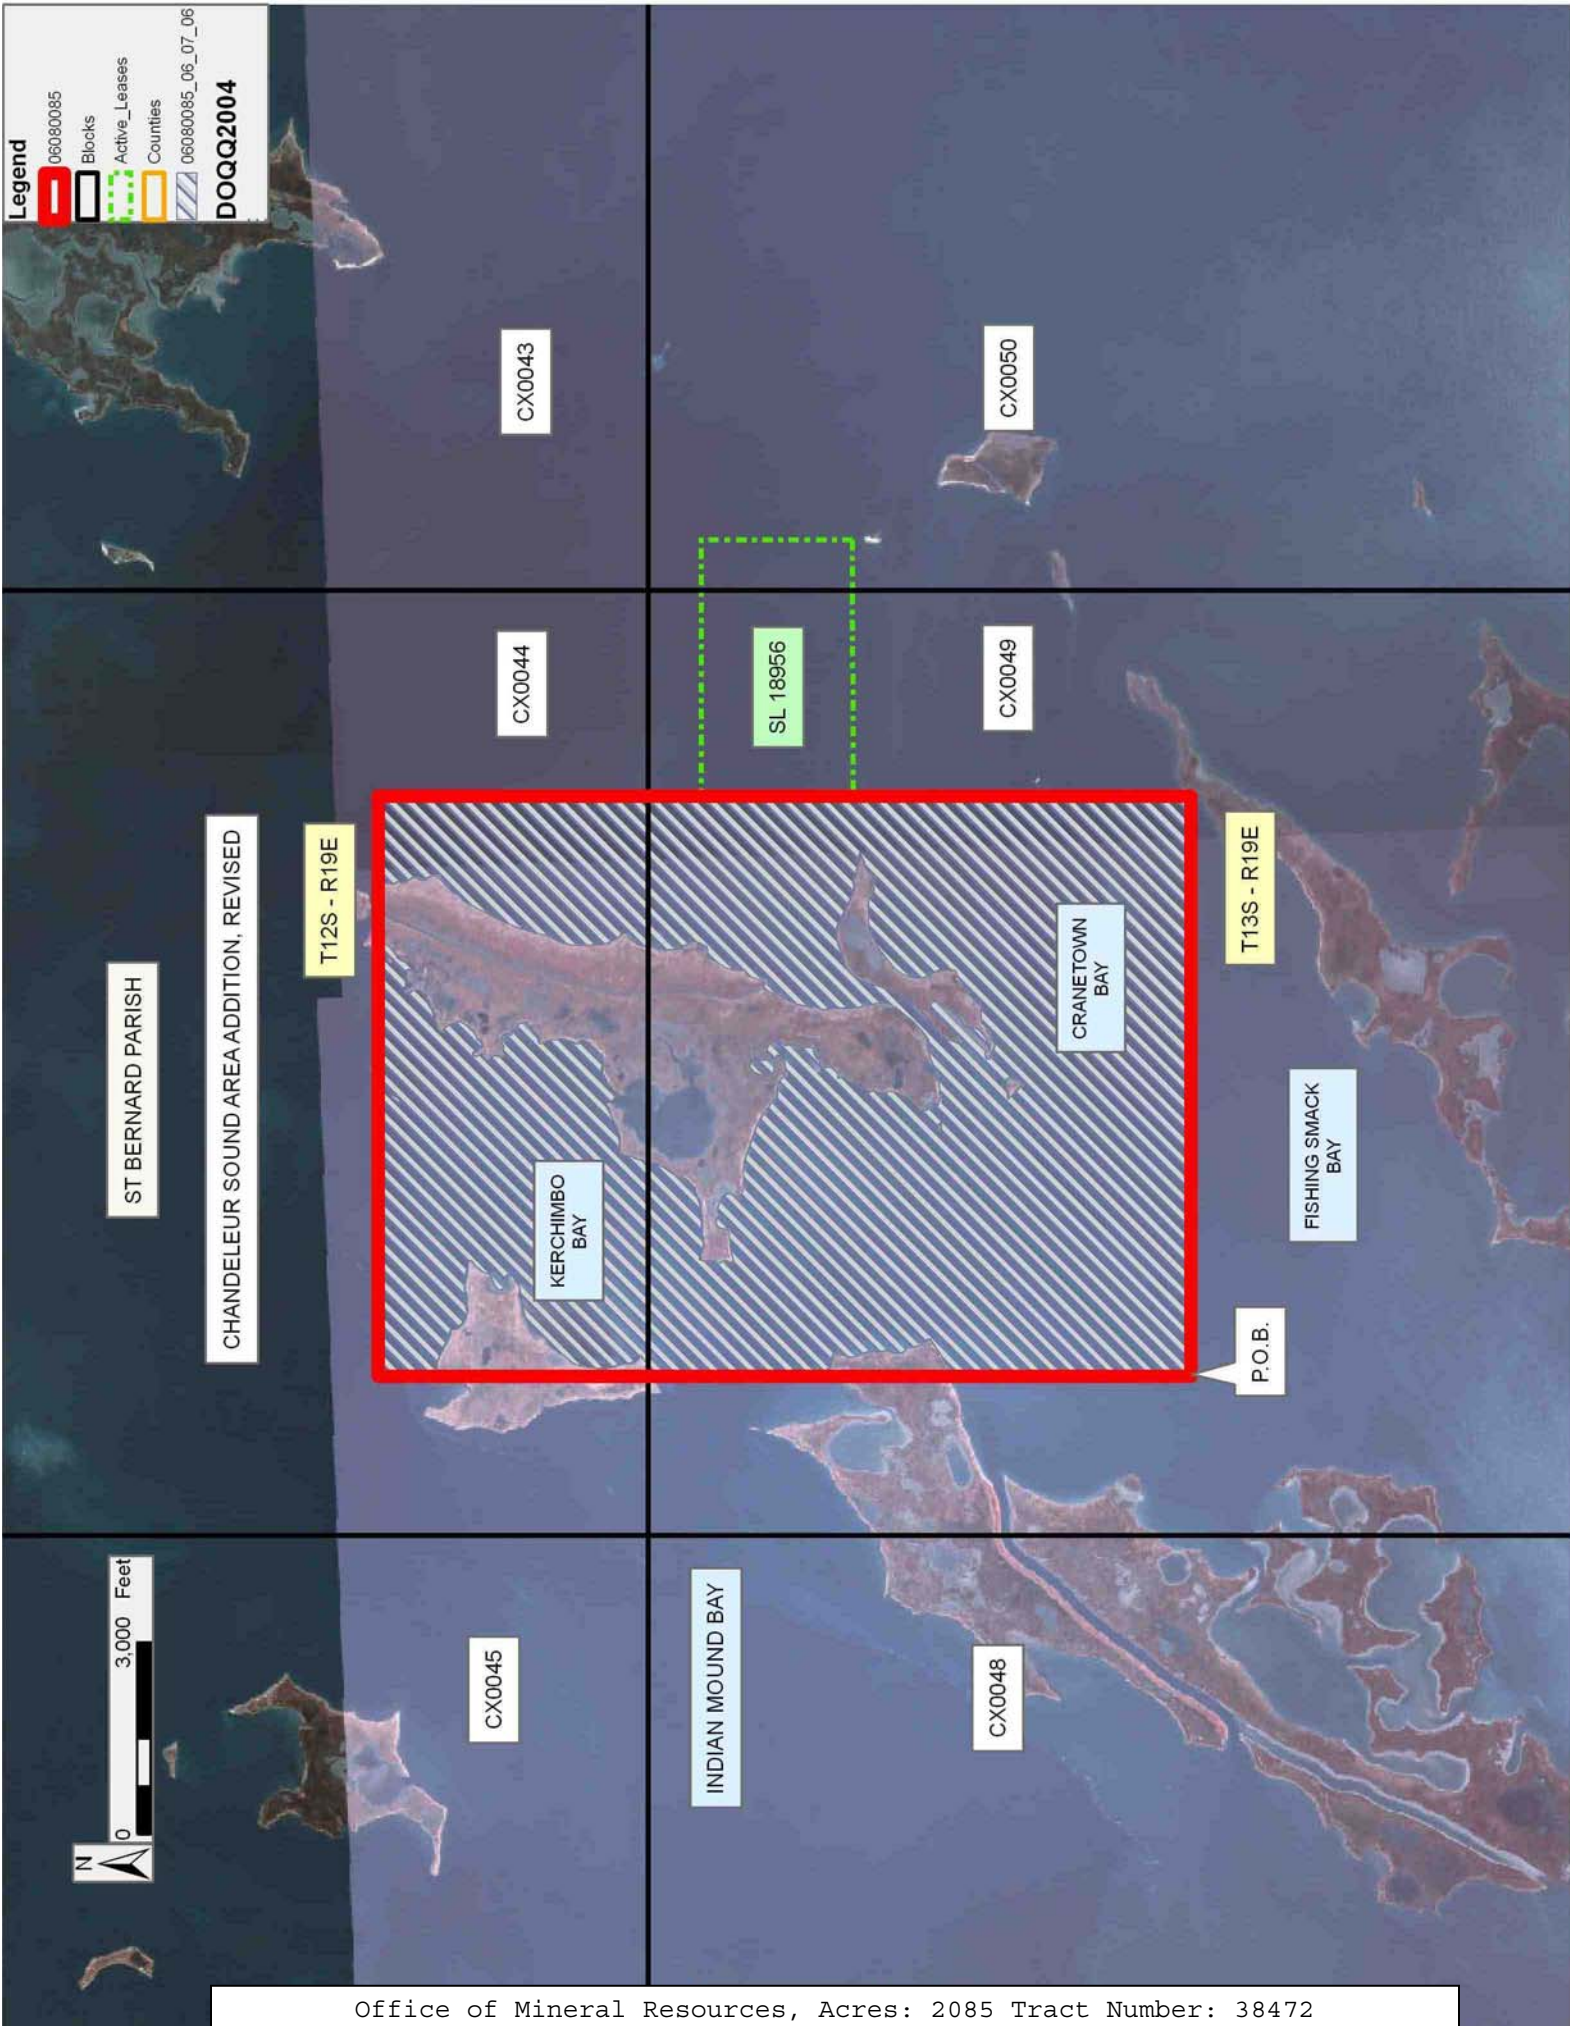 Legend
06080085
Blocks
Active_Leases
Counties
06080085_06_07_06
DOQQ2004
N
0
3,000 Feet
ST BERNARD PARISH
CHANDELEUR SOUND AREA ADDITION, REVISED
T12S - R19E
CX0045
CX0044
CX0043
KERCHIMBO
BAY
INDIAN MOUND BAY
SL 18956
CX0048
CX0049
CX0050
CRANETOWN
BAY
P.O.B.
T13S - R19E
FISHING SMACK
BAY
Office of Mineral Resources, Acres: 2085 Tract Number: 38472